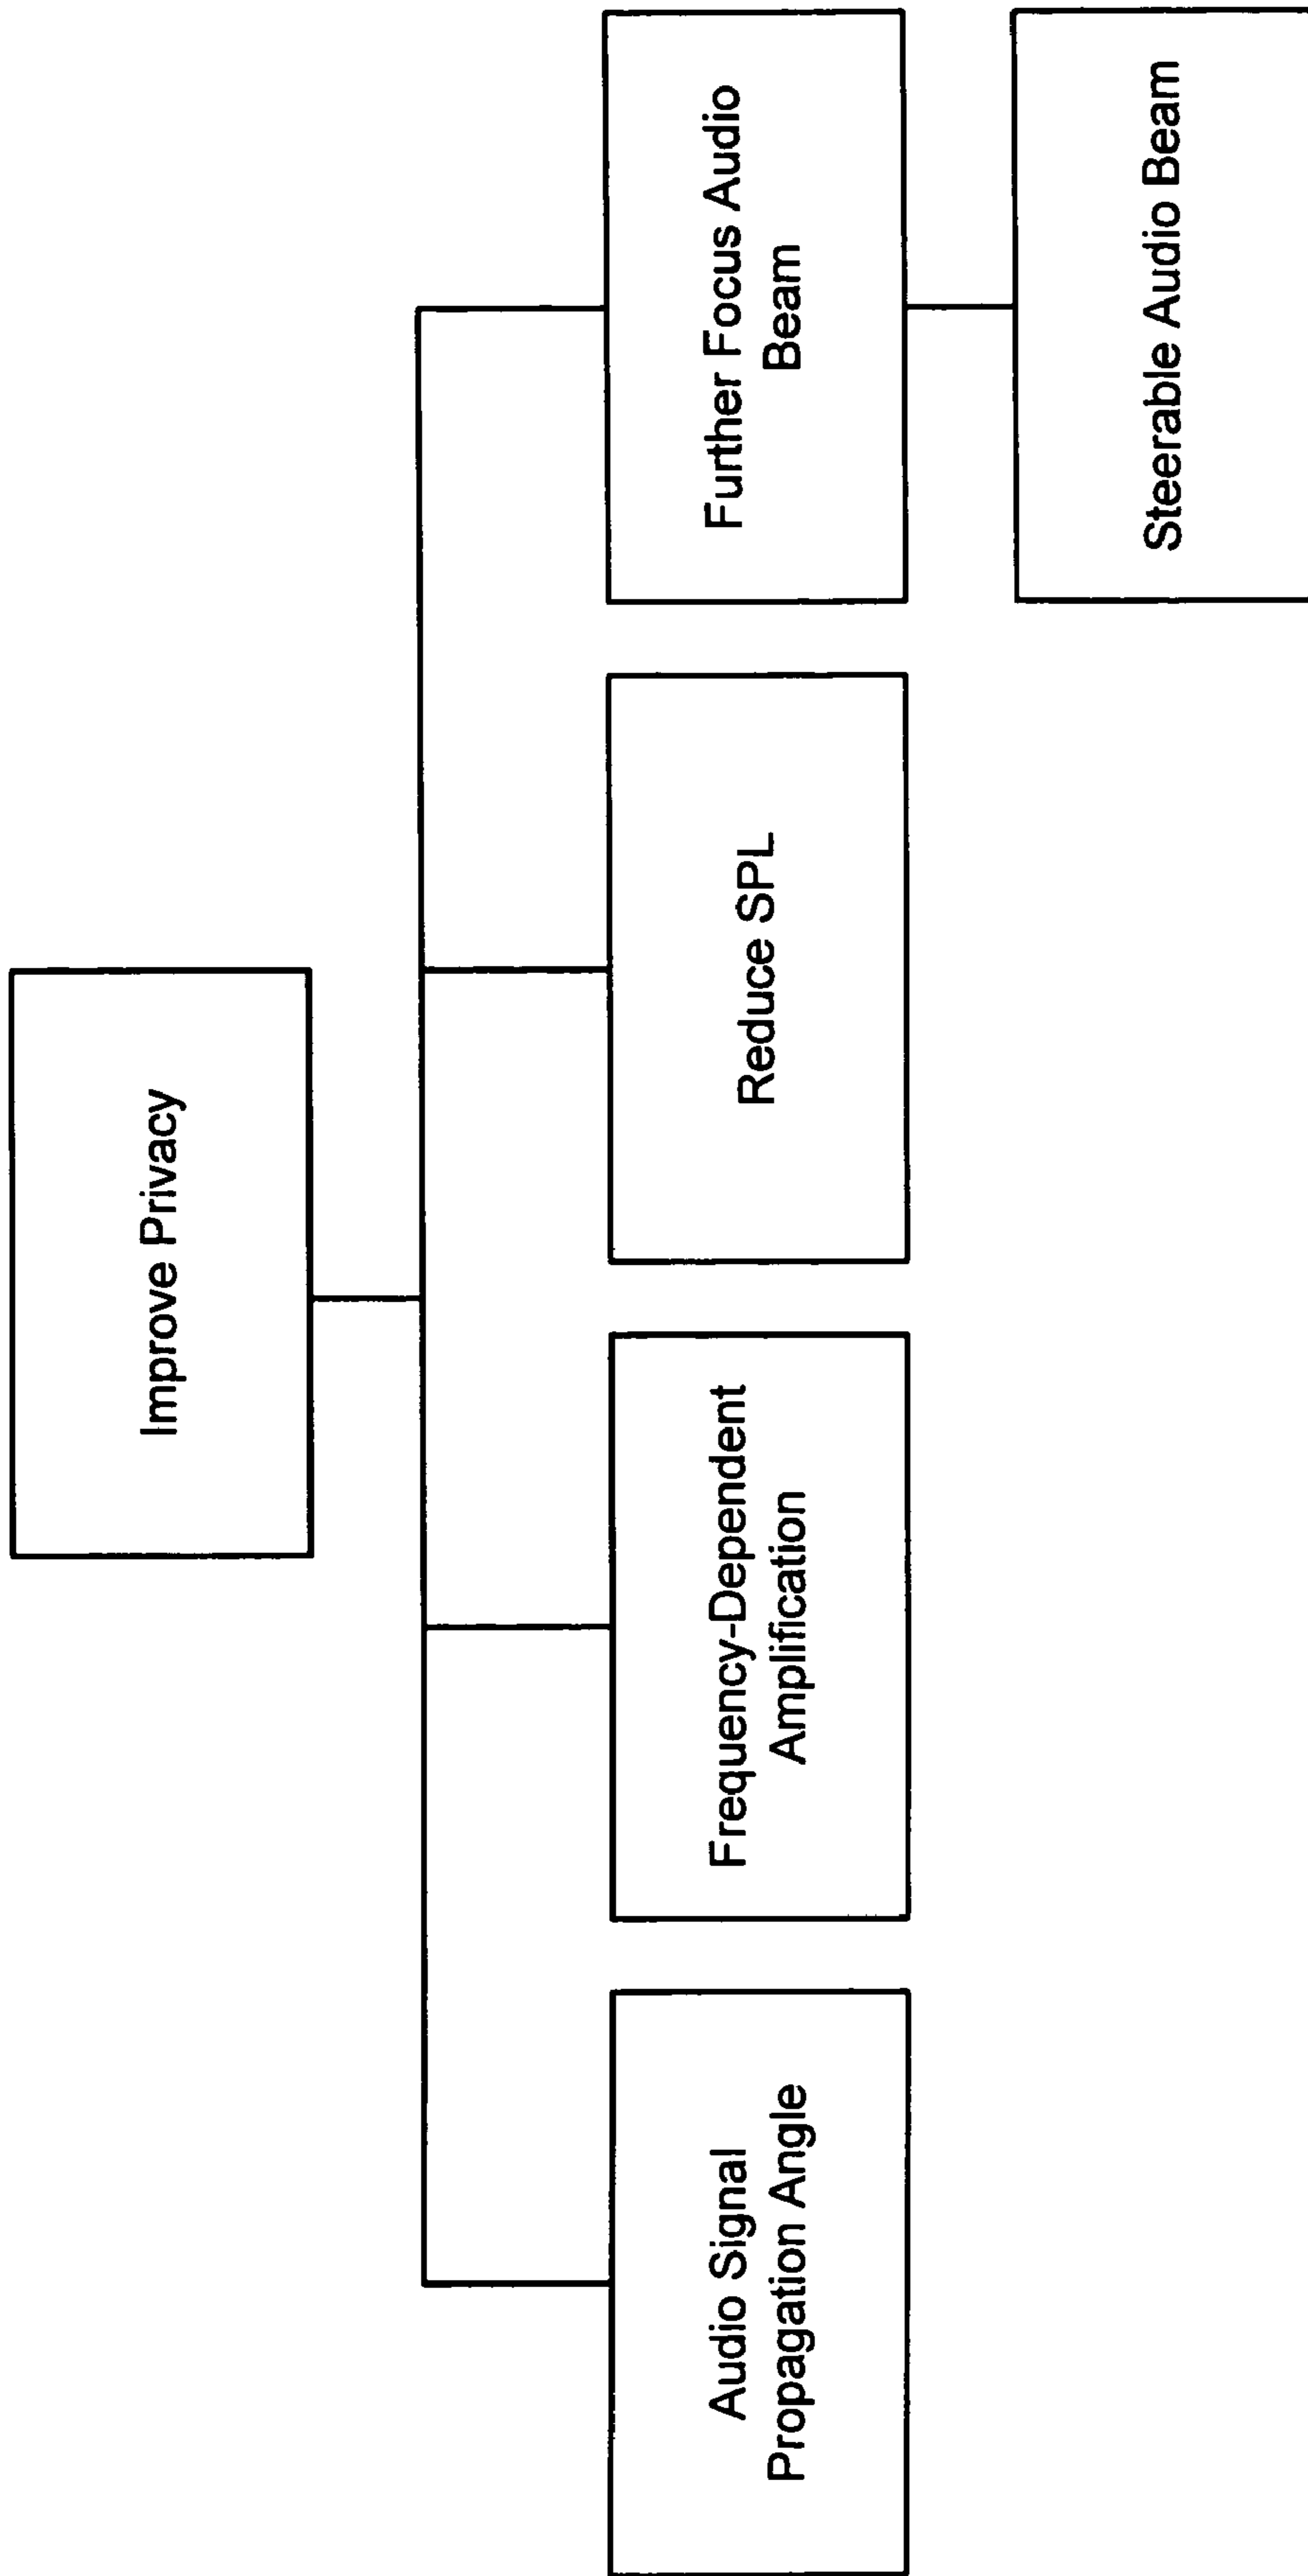 Improve Privacy
Audio Signal
Propagation Angle
Frequency-Dependent
Amplification
Reduce SPL
Further Focus Audio
Beam
Steerable Audio Beam